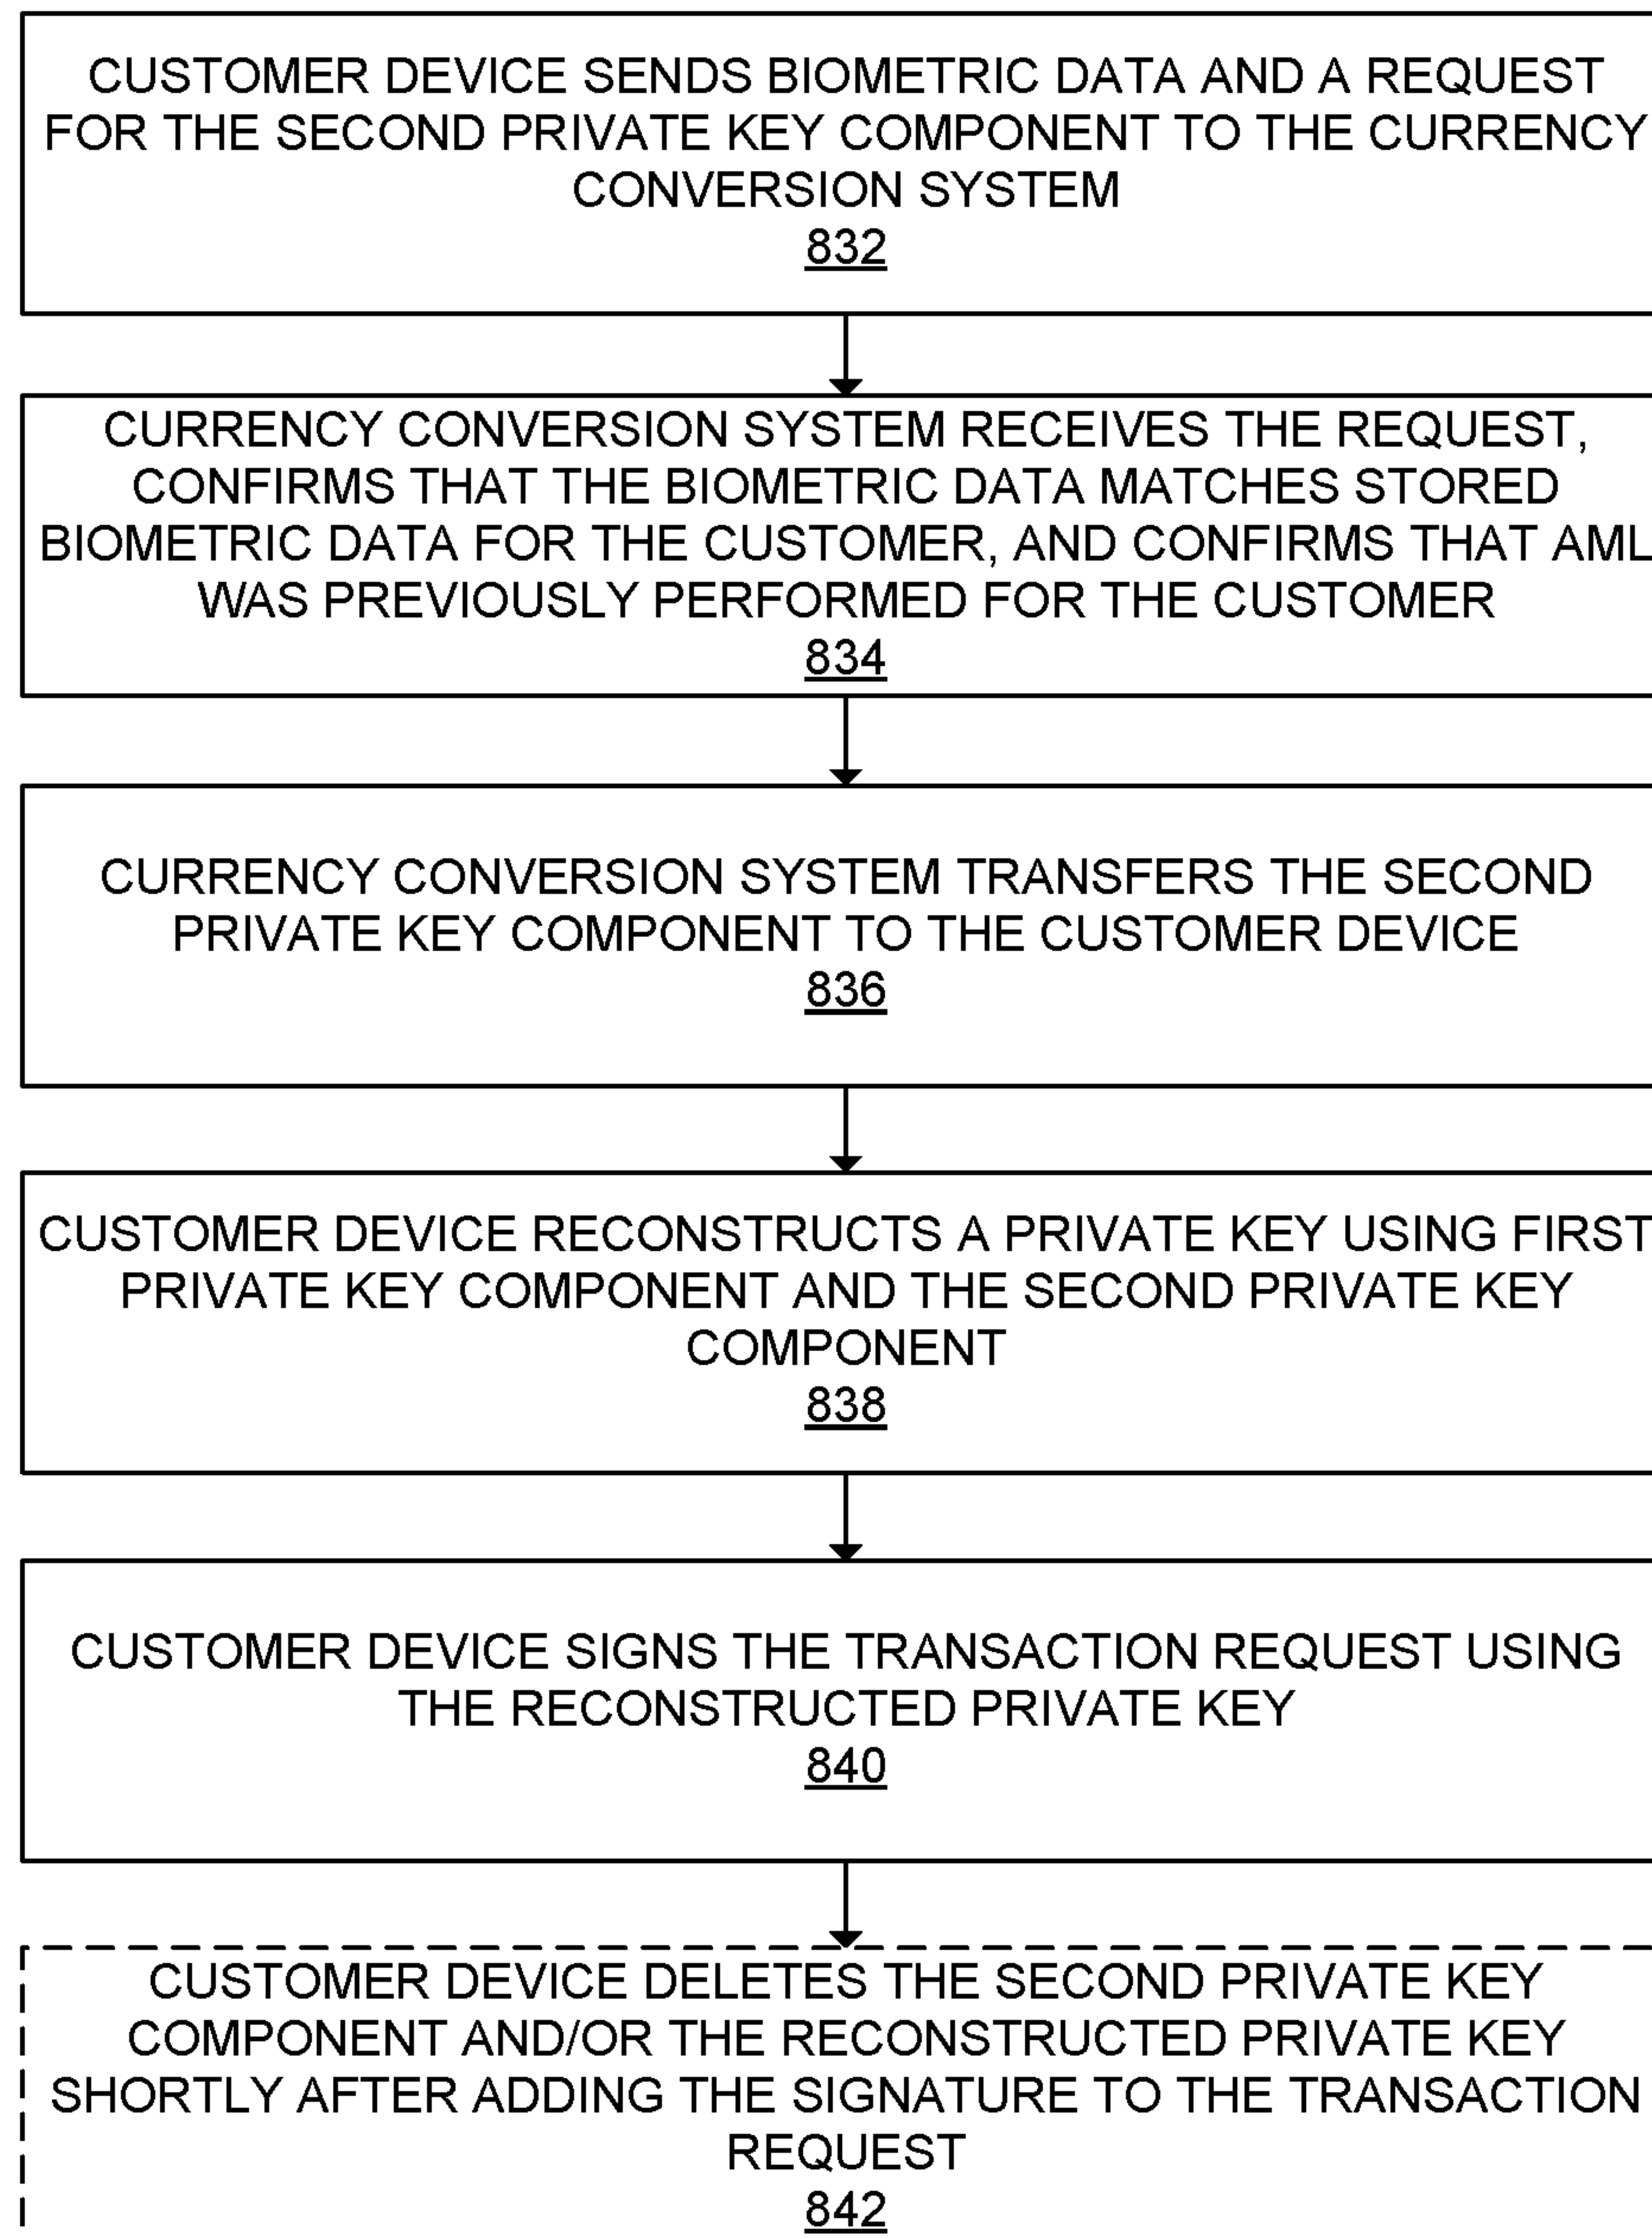 CUSTOMER DEVICE SENDS BIOMETRIC DATA AND A REQUEST
FOR THE SECOND PRIVATE KEY COMPONENT TO THE CURRENCY
CONVERSION SYSTEM
832
CURRENCY CONVERSION SYSTEM RECEIVES THE REQUEST,
CONFIRMS THAT THE BIOMETRIC DATA MATCHES STORED
BIOMETRIC DATA FOR THE CUSTOMER, AND CONFIRMS THAT AML
WAS PREVIOUSLY PERFORMED FOR THE CUSTOMER
834
CURRENCY CONVERSION SYSTEM TRANSFERS THE SECOND
PRIVATE KEY COMPONENT TO THE CUSTOMER DEVICE
836
CUSTOMER DEVICE RECONSTRUCTS A PRIVATE KEY USING FIRST
PRIVATE KEY COMPONENT AND THE SECOND PRIVATE KEY
COMPONENT
838
CUSTOMER DEVICE SIGNS THE TRANSACTION REQUEST USING
THE RECONSTRUCTED PRIVATE KEY
840
CUSTOMER DEVICE DELETES THE SECOND PRIVATE KEY
COMPONENT AND/OR THE RECONSTRUCTED PRIVATE KEY
SHORTLY AFTER ADDING THE SIGNATURE TO THE TRANSACTION
REQUEST
842